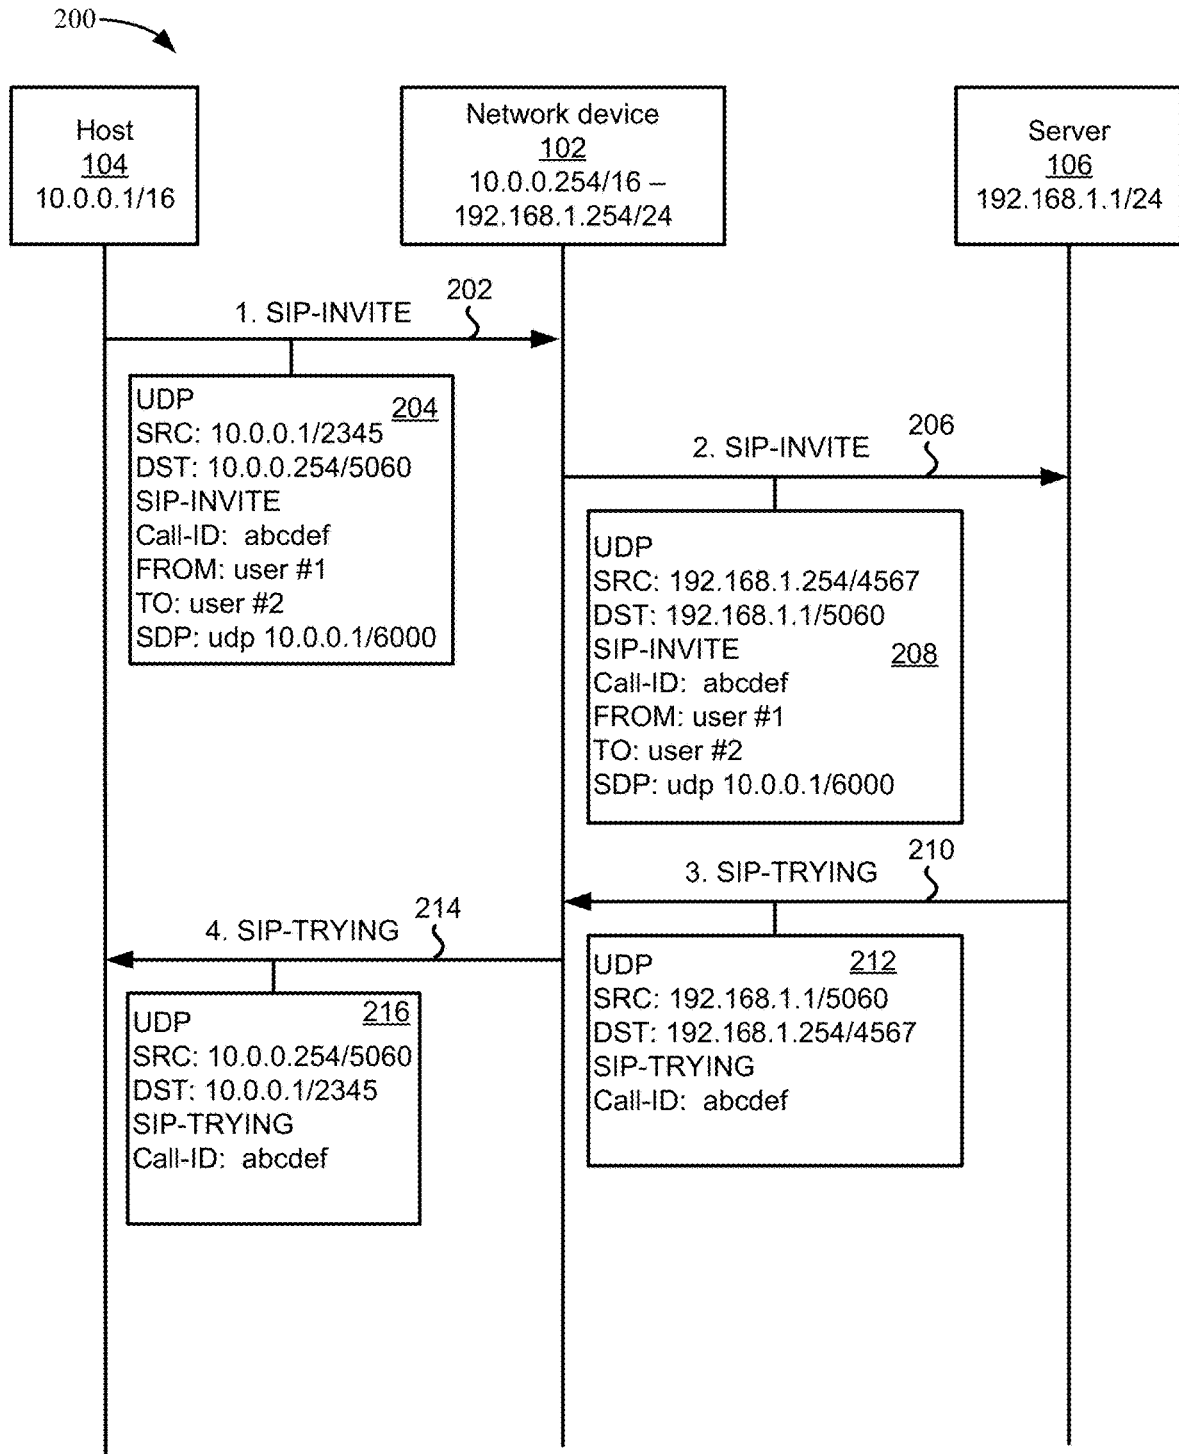 200
Host
104
10.0.0.1/16
Network device
102
10.0.0.254/16 –
192.168.1.254/24
Server
106
192.168.1.1/24
1. SIP-INVITE
202
UDP
204
SRC: 10.0.0.1/2345
DST: 10.0.0.254/5060
SIP-INVITE
Call-ID: abcdef
FROM: user #1
TO: user #2
SDP: udp 10.0.0.1/6000
2. SIP-INVITE
206
UDP
SRC: 192.168.1.254/4567
DST: 192.168.1.1/5060
SIP-INVITE
208
Call-ID: abcdef
FROM: user #1
TO: user #2
SDP: udp 10.0.0.1/6000
3. SIP-TRYING
210
UDP
212
SRC: 192.168.1.1/5060
DST: 192.168.1.254/4567
SIP-TRYING
Call-ID: abcdef
4. SIP-TRYING
214
UDP
216
SRC: 10.0.0.254/5060
DST: 10.0.0.1/2345
SIP-TRYING
Call-ID: abcdef